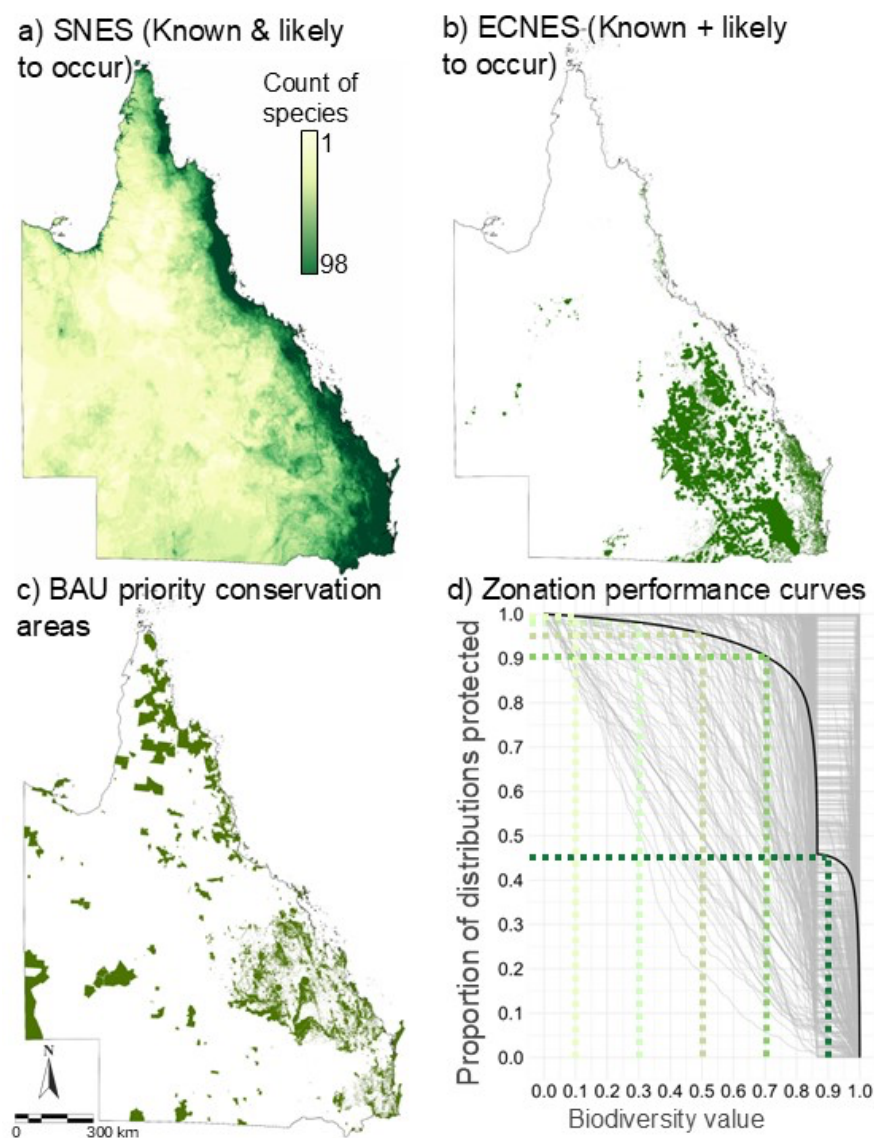 a) SNES (Known & likely
to occur)
Count of
species
1
98
b) ECNES (Known + likely
to occur)
c) BAU priority conservation
areas
N
0 300 km
d) Zonation performance curves
Proportion of distributions protected
1.0
0.9
0.8
0.7
0.6
0.5
0.4
0.3
0.2
0.1
0.0
0.0 0.1 0.2 0.3 0.4 0.5 0.6 0.7 0.8 0.9 1.0
Biodiversity value